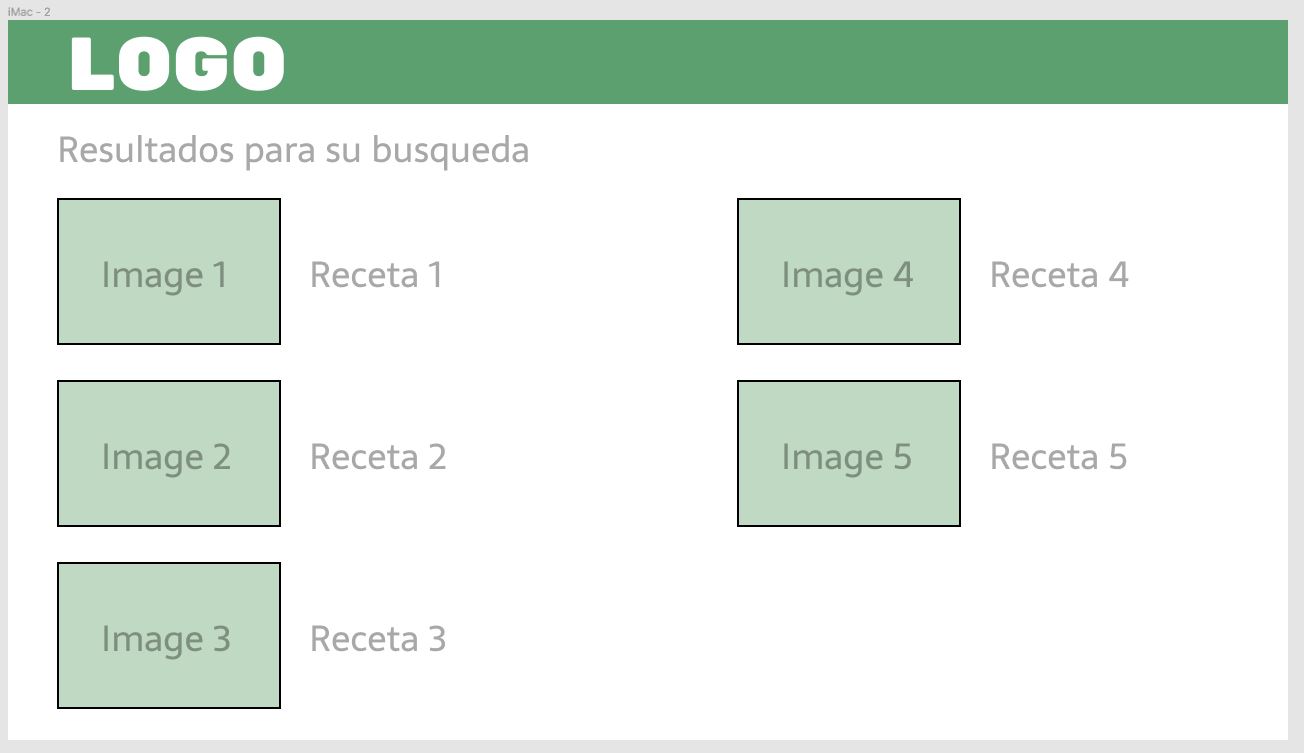 iMac - 2
LOGO
Resultados para su busqueda
Image 1
Receta 1
Image 4
Receta 4
Image 2
Receta 2
Image 5
Receta 5
Image 3
Receta 3